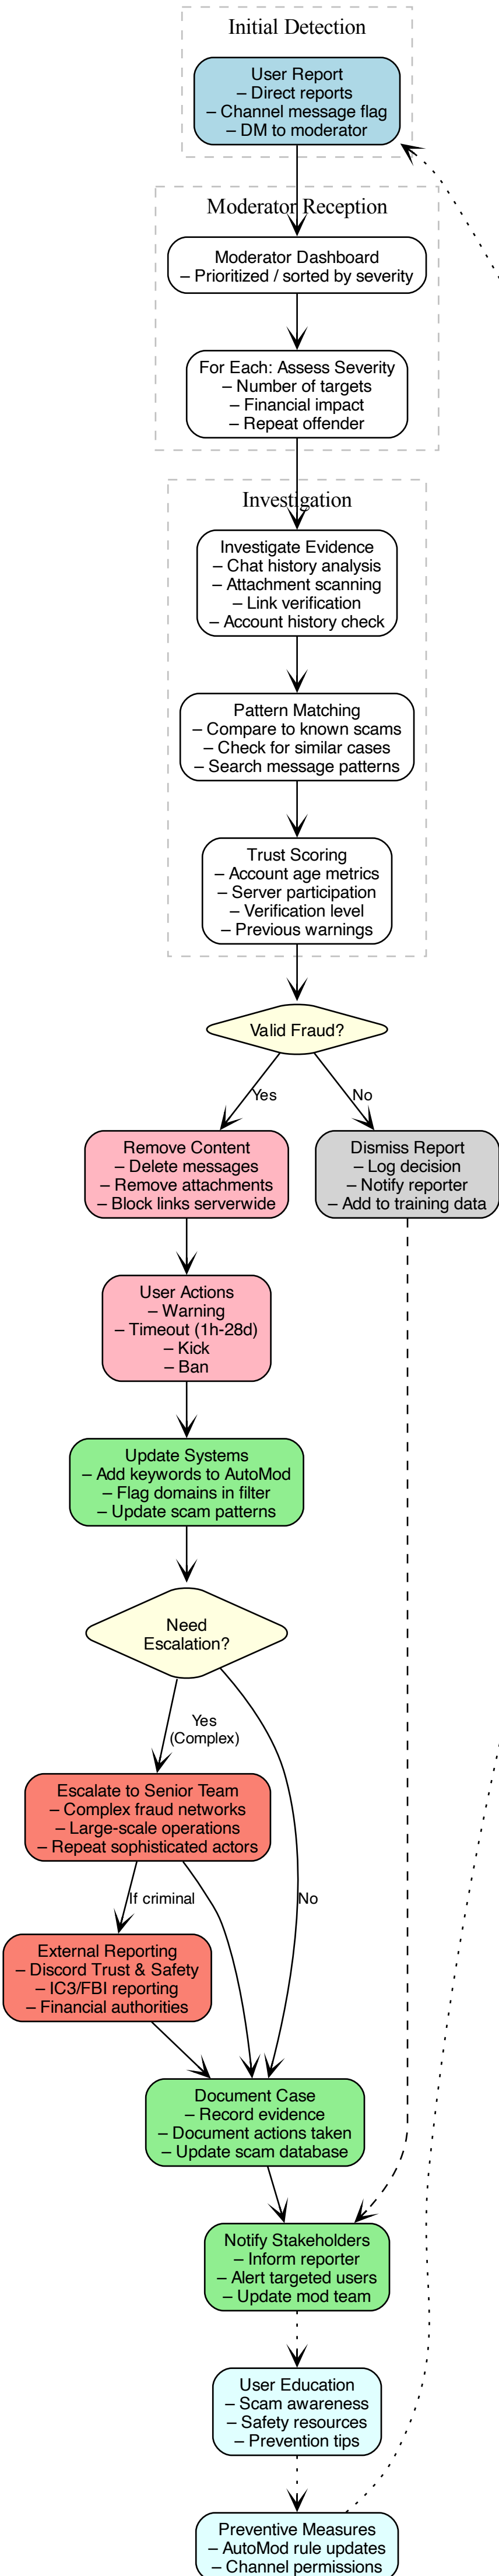 Initial Detection
User Report
– Direct reports
– Channel message flag
– DM to moderator
Moderator Reception
Moderator Dashboard
– Prioritized / sorted by severity
For Each: Assess Severity
– Number of targets
– Financial impact
– Repeat offender
Investigation
Investigate Evidence
– Chat history analysis
– Attachment scanning
– Link verification
– Account history check
Pattern Matching
– Compare to known scams
– Check for similar cases
– Search message patterns
Trust Scoring
– Account age metrics
– Server participation
– Verification level
– Previous warnings
Valid Fraud?
Yes
No
Remove Content
– Delete messages
– Remove attachments
– Block links serverwide
Dismiss Report
– Log decision
– Notify reporter
– Add to training data
User Actions
– Warning
– Timeout (1h-28d)
– Kick
– Ban
Update Systems
– Add keywords to AutoMod
– Flag domains in filter
– Update scam patterns
Need
Escalation?
Yes
(Complex)
Escalate to Senior Team
– Complex fraud networks
– Large-scale operations
– Repeat sophisticated actors
If criminal
No
External Reporting
– Discord Trust & Safety
– IC3/FBI reporting
– Financial authorities
Document Case
– Record evidence
– Document actions taken
– Update scam database
Notify Stakeholders
– Inform reporter
– Alert targeted users
– Update mod team
User Education
– Scam awareness
– Safety resources
– Prevention tips
Preventive Measures
– AutoMod rule updates
– Channel permissions